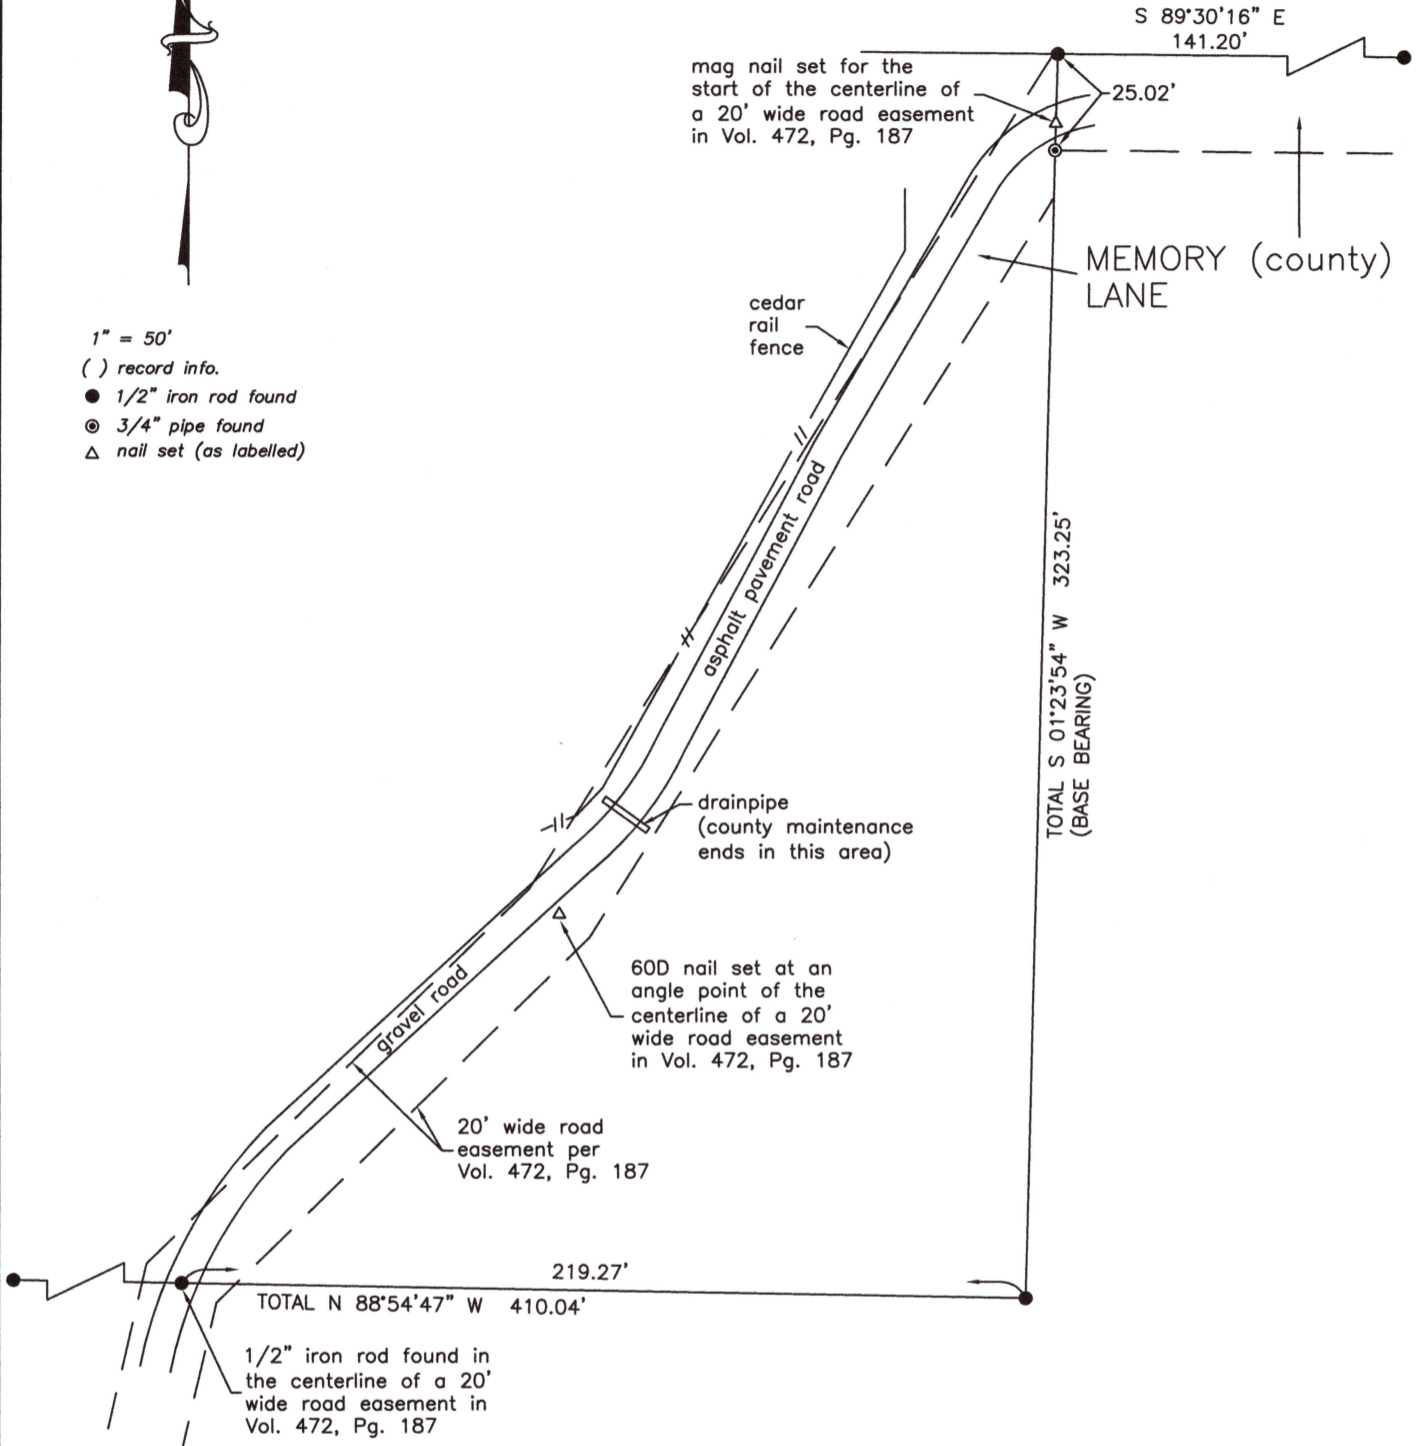 S 89°30'16" E
141.20'
mag nail set for the
start of the centerline of
a 20' wide road easement
in Vol. 472, Pg. 187
25.02'
MEMORY (county)
LANE
cedar
rail
fence
1" = 50'
( ) record info.
1/2" iron rod found
3/4" pipe found
nail set (as labelled)
asphalt pavement road
TOTAL S 01°23'54" W 323.25'
(BASE BEARING)
drainpipe
(county maintenance
ends in this area)
60D nail set at an
angle point of the
centerline of a 20'
wide road easement
in Vol. 472, Pg. 187
gravel road
20' wide road
easement per
Vol. 472, Pg. 187
219.27'
TOTAL N 88°54'47" W 410.04'
1/2" iron rod found in
the centerline of a 20'
wide road easement in
Vol. 472, Pg. 187